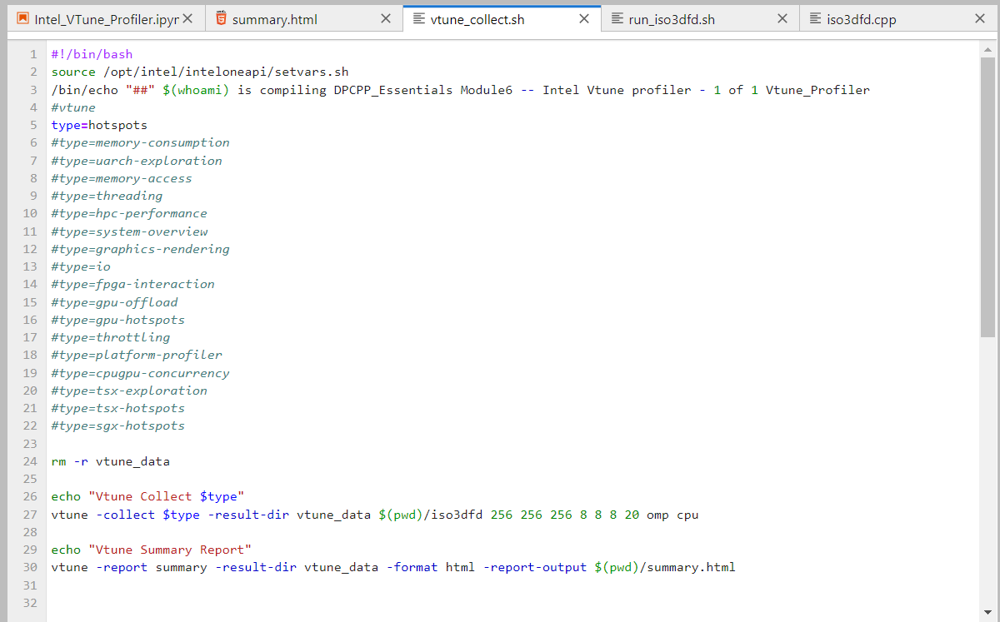 Intel_VTune_Profiler.ipyr summary.html vtune_collect.sh run_iso3dfd.sh iso3dfd.cpp
1 #!/bin/bash
2 source /opt/intel/inteloneapi/setvars.sh
3 /bin/echo "##" $(whoami) is compiling DPCPP_Essentials Module6 -- Intel Vtune profiler - 1 of 1 Vtune_Profiler
4 #vtune
5 type=hotspots
6 #type=memory-consumption
7 #type=uarch-exploration
8 #type=memory-access
9 #type=threading
10 #type=hpc-performance
11 #type=system-overview
12 #type=graphics-rendering
13 #type=io
14 #type=fpga-interaction
15 #type=gpu-offload
16 #type=gpu-hotspots
17 #type=throttling
18 #type=platform-profiler
19 #type=cpugpu-concurrency
20 #type=tsx-exploration
21 #type=tsx-hotspots
22 #type=sgx-hotspots
23
24 rm -r vtune_data
25
26 echo "Vtune Collect $type"
27 vtune -collect $type -result-dir vtune_data $(pwd)/iso3dfd 256 256 256 8 8 8 20 omp cpu
28
29 echo "Vtune Summary Report"
30 vtune -report summary -result-dir vtune_data -format html -report-output $(pwd)/summary.html
31
32